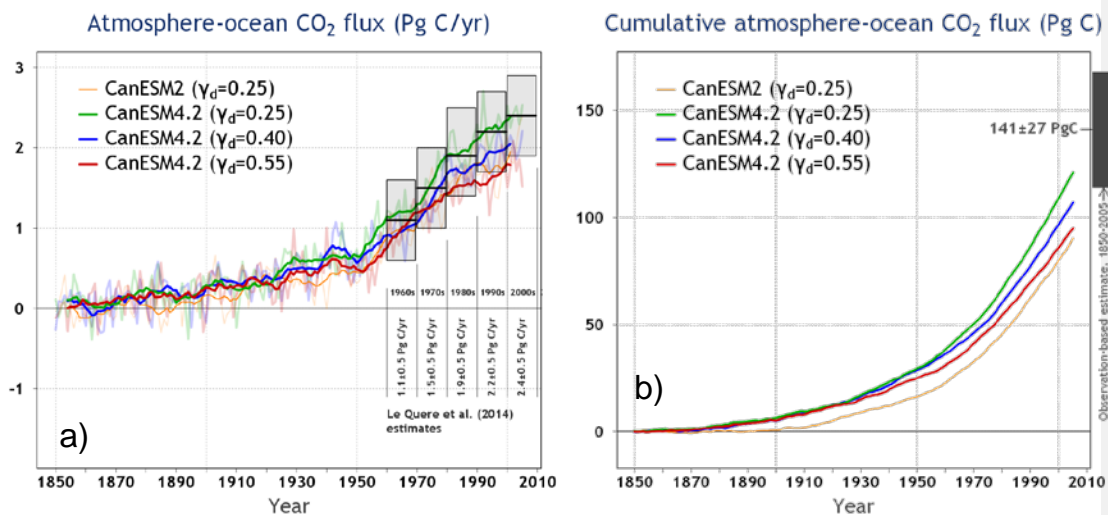 Atmosphere-ocean CO₂ flux (Pg C/yr)
3
2
1
0
-1
CanESM2 (γd=0.25)
CanESM4.2 (γd=0.25)
CanESM4.2 (γd=0.40)
CanESM4.2 (γd=0.55)
1960s
1970s
1980s
1990s
2000s
1.1±0.5 Pg C/yr
1.5±0.5 Pg C/yr
1.9±0.5 Pg C/yr
2.2±0.5 Pg C/yr
2.4±0.5 Pg C/yr
Le Quere et al. (2014)
estimates
a)
1850 1870 1890 1910 1930 1950 1970 1990 2010
Year
Cumulative atmosphere-ocean CO₂ flux (Pg C)
150
100
50
0
CanESM2 (γd=0.25)
CanESM4.2 (γd=0.25)
CanESM4.2 (γd=0.40)
CanESM4.2 (γd=0.55)
141±27 PgC
Observation-based estimate, 1850-2005
b)
1850 1870 1890 1910 1930 1950 1970 1990 2010
Year